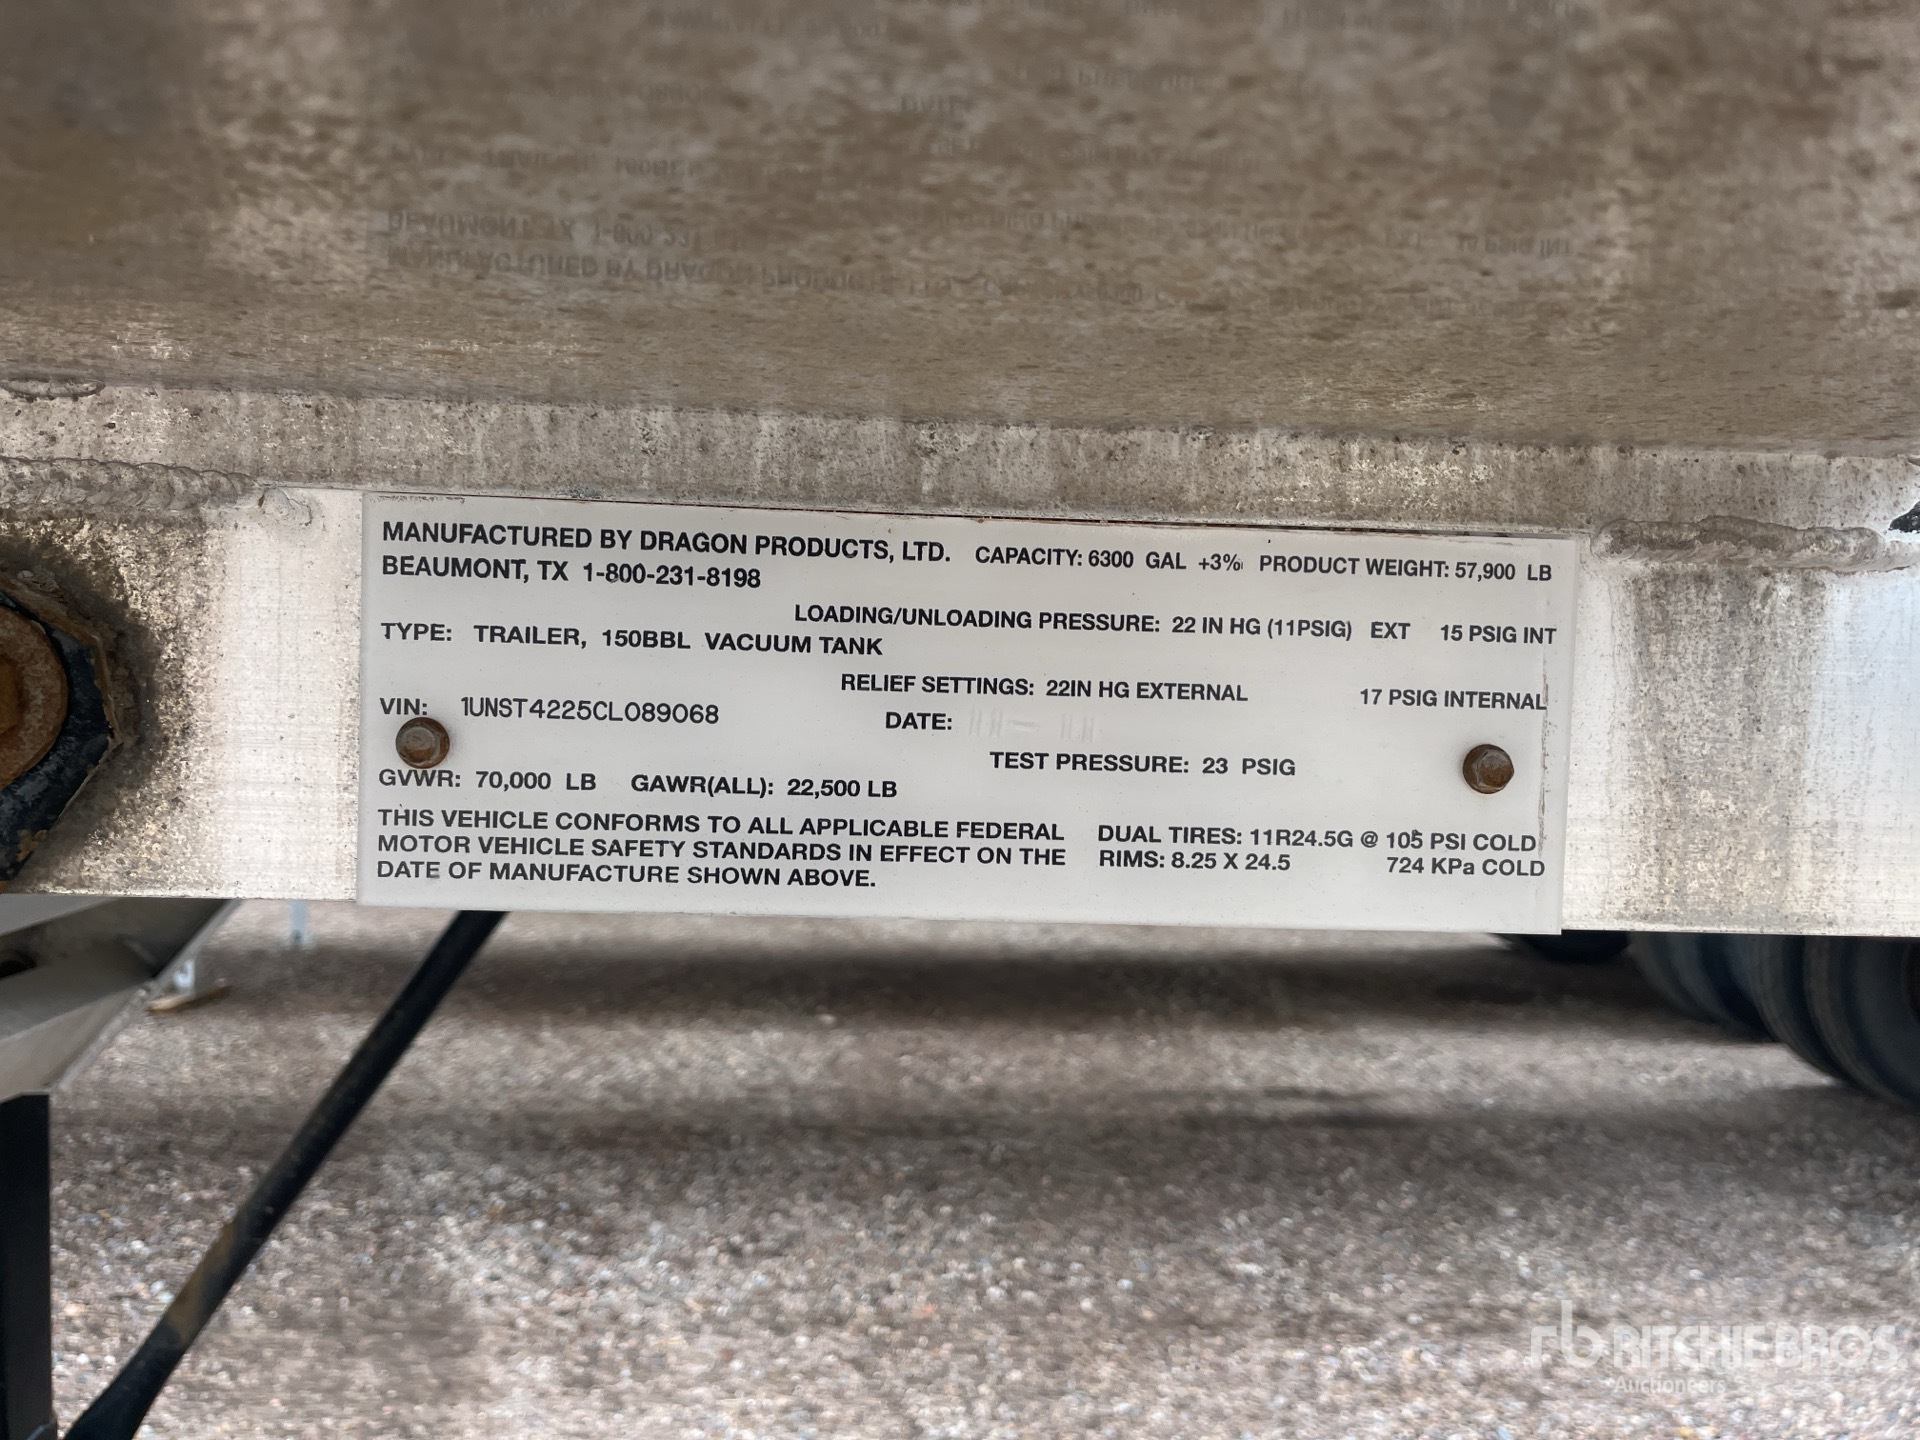 MANUFACTURED BY DRAGON PRODUCTS, LTD. CAPACITY: 6300 GAL +3% PRODUCT WEIGHT: 57,900 LB
BEAUMONT, TX 1-800-231-8198
LOADING/UNLOADING PRESSURE: 22 IN HG (11PSIG) EXT 15 PSIG INT
TYPE: TRAILER, 150BBL VACUUM TANK
RELIEF SETTINGS: 22IN HG EXTERNAL 17 PSIG INTERNAL
VIN: 1UNST4225CL089068
DATE: 11-11
TEST PRESSURE: 23 PSIG
GVWR: 70,000 LB GAWR(ALL): 22,500 LB
THIS VEHICLE CONFORMS TO ALL APPLICABLE FEDERAL
MOTOR VEHICLE SAFETY STANDARDS IN EFFECT ON THE
DATE OF MANUFACTURE SHOWN ABOVE.
DUAL TIRES: 11R24.5G @ 105 PSI COLD
RIMS: 8.25 X 24.5 724 KPa COLD
rb RITCHIE BROS
Auctioneers